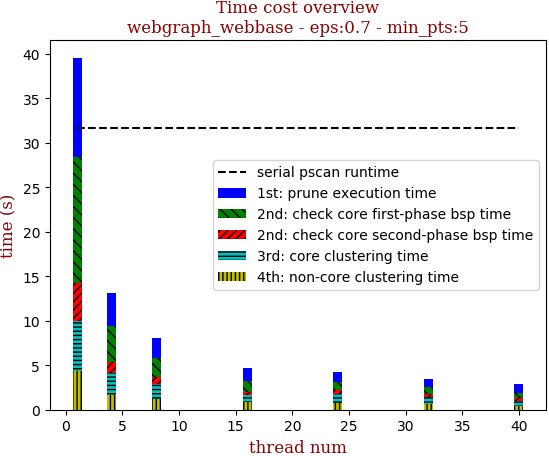 Time cost overview
webgraph_webbase - eps:0.7 - min_pts:5
time (s)
40
35
30
25
20
15
10
5
0
serial pscan runtime
1st: prune execution time
2nd: check core first-phase bsp time
2nd: check core second-phase bsp time
3rd: core clustering time
4th: non-core clustering time
0 5 10 15 20 25 30 35 40
thread num